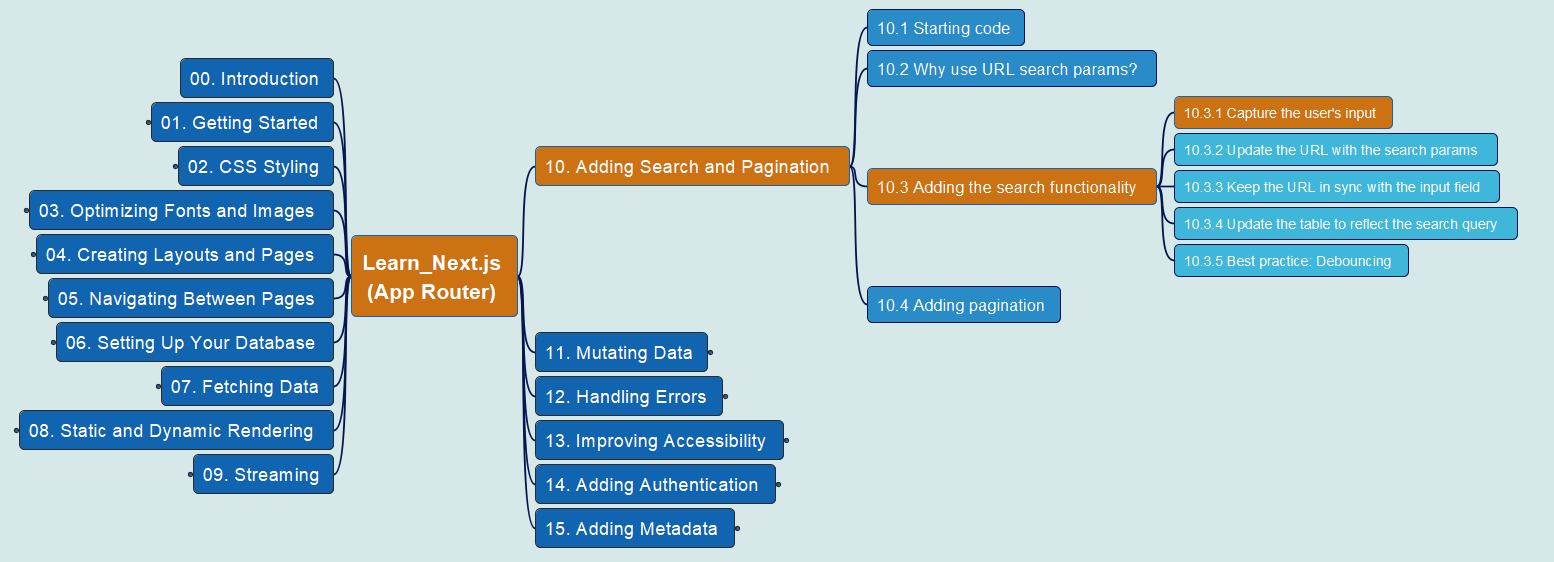 Learn_Next.js
(App Router)
00. Introduction
01. Getting Started
02. CSS Styling
03. Optimizing Fonts and Images
04. Creating Layouts and Pages
05. Navigating Between Pages
06. Setting Up Your Database
07. Fetching Data
08. Static and Dynamic Rendering
09. Streaming
10. Adding Search and Pagination
10.1 Starting code
10.2 Why use URL search params?
10.3 Adding the search functionality
10.3.1 Capture the user's input
10.3.2 Update the URL with the search params
10.3.3 Keep the URL in sync with the input field
10.3.4 Update the table to reflect the search query
10.3.5 Best practice: Debouncing
10.4 Adding pagination
11. Mutating Data
12. Handling Errors
13. Improving Accessibility
14. Adding Authentication
15. Adding Metadata